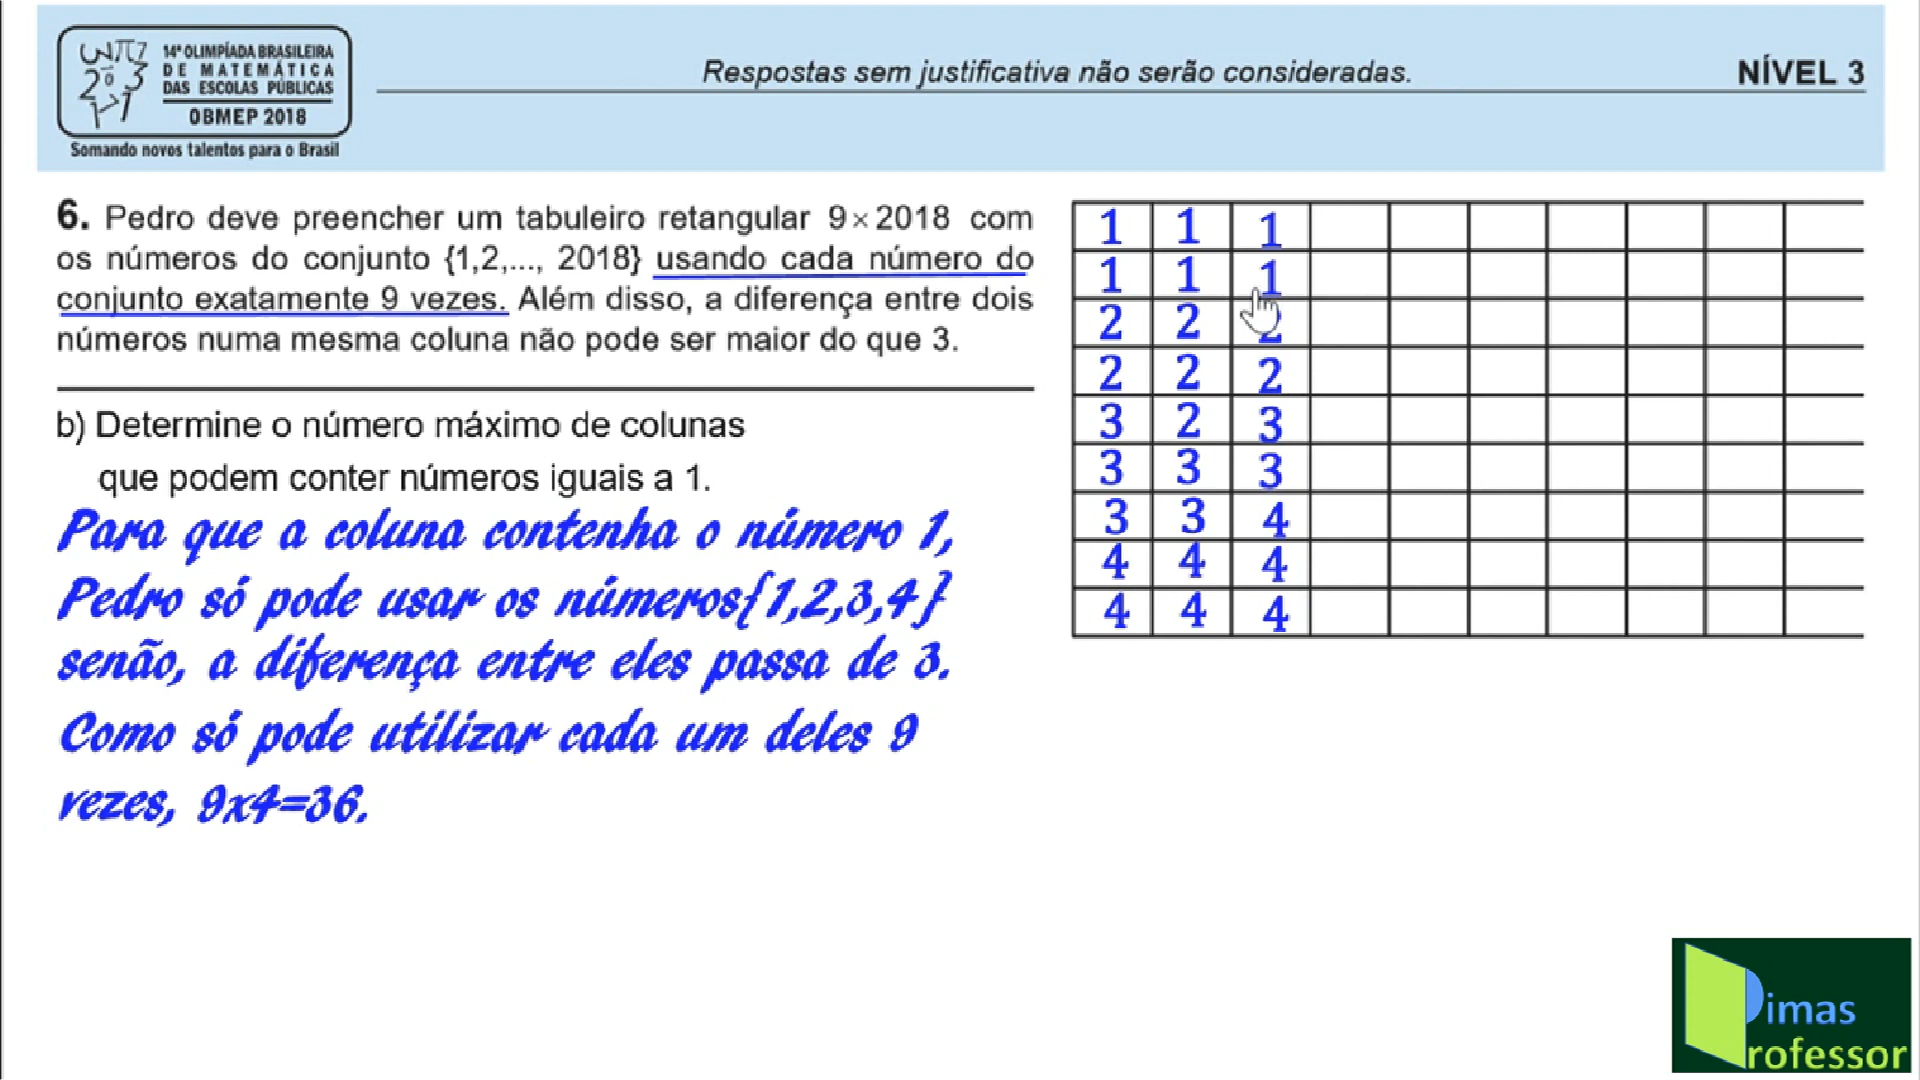 14ª OLIMPÍADA BRASILEIRA
DE MATEMÁTICA
DAS ESCOLAS PÚBLICAS
OBMEP 2018
Somando novos talentos para o Brasil
Respostas sem justificativa não serão consideradas.
NÍVEL 3
6. Pedro deve preencher um tabuleiro retangular 9×2018 com
os números do conjunto {1,2,..., 2018} usando cada número do
conjunto exatamente 9 vezes. Além disso, a diferença entre dois
números numa mesma coluna não pode ser maior do que 3.
b) Determine o número máximo de colunas
que podem conter números iguais a 1.
Para que a coluna contenha o número 1,
Pedro só pode usar os números{1,2,3,4}
senão, a diferença entre eles passa de 3.
Como só pode utilizar cada um deles 9
vezes, 9x4=36.
1 1 1
1 1 1
2 2 2
2 2 2
3 2 3
3 3 3
3 3 4
4 4 4
4 4 4
Dimas
Professor